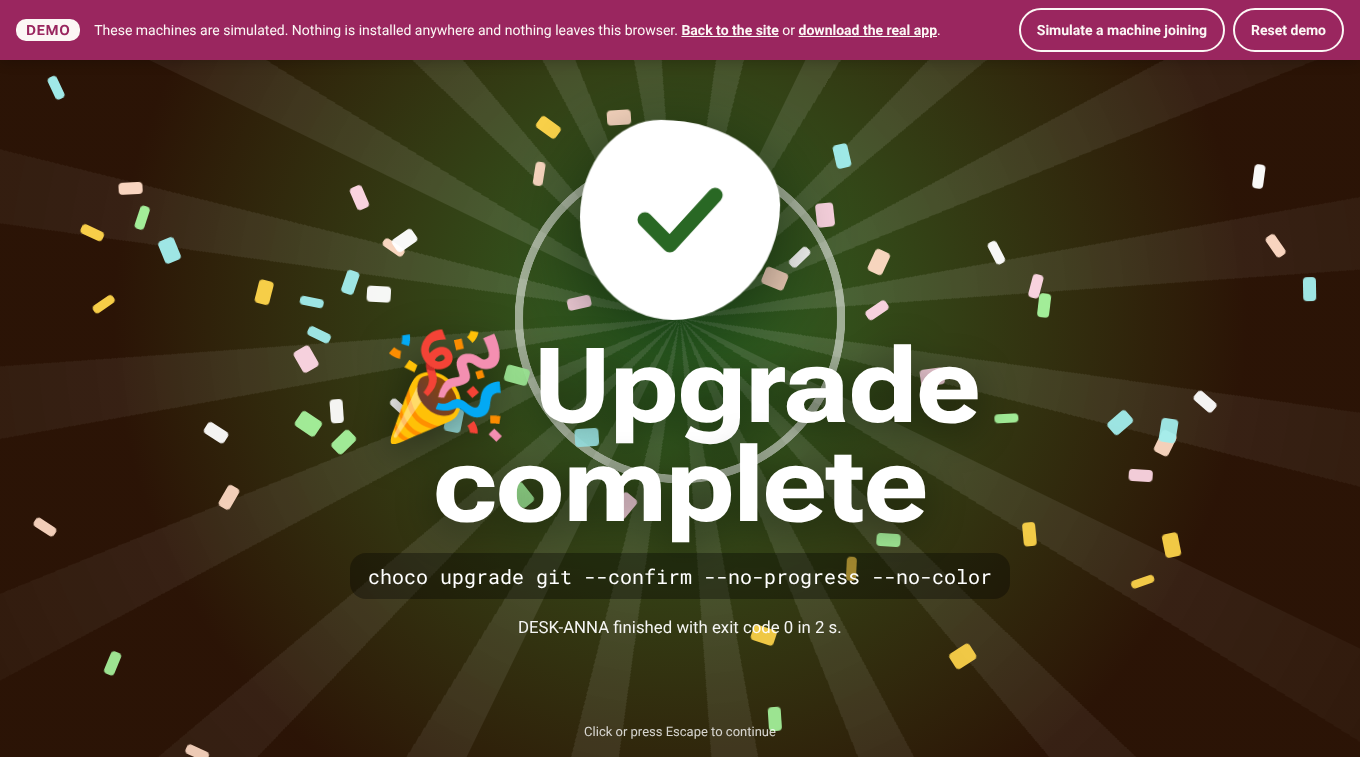 DEMO These machines are simulated. Nothing is installed anywhere and nothing leaves this browser. Back to the site or download the real app. Simulate a machine joining Reset demo
🎉 Upgrade
complete
choco upgrade git --confirm --no-progress --no-color
DESK-ANNA finished with exit code 0 in 2 s.
Click or press Escape to continue